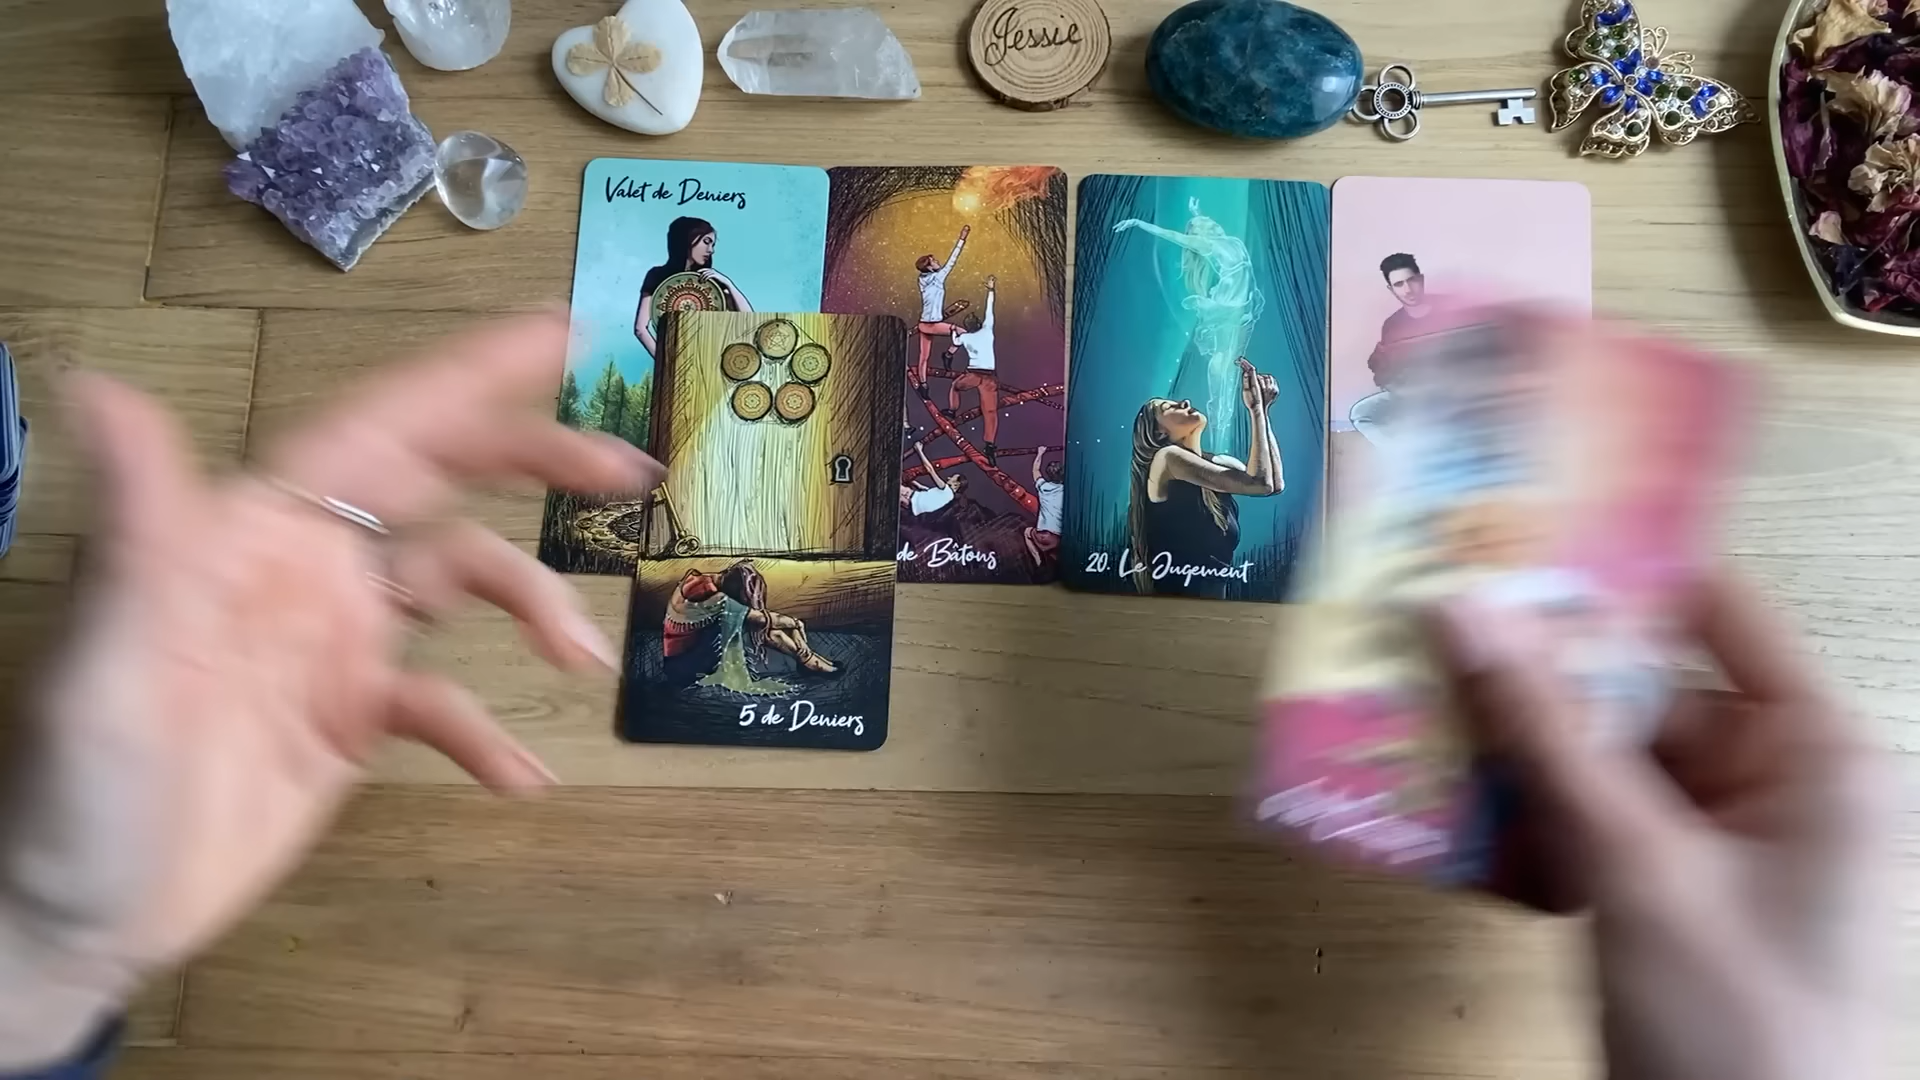 Jessie
Valet de Deniers
de Bâtons
20. Le Jugement
5 de Deniers